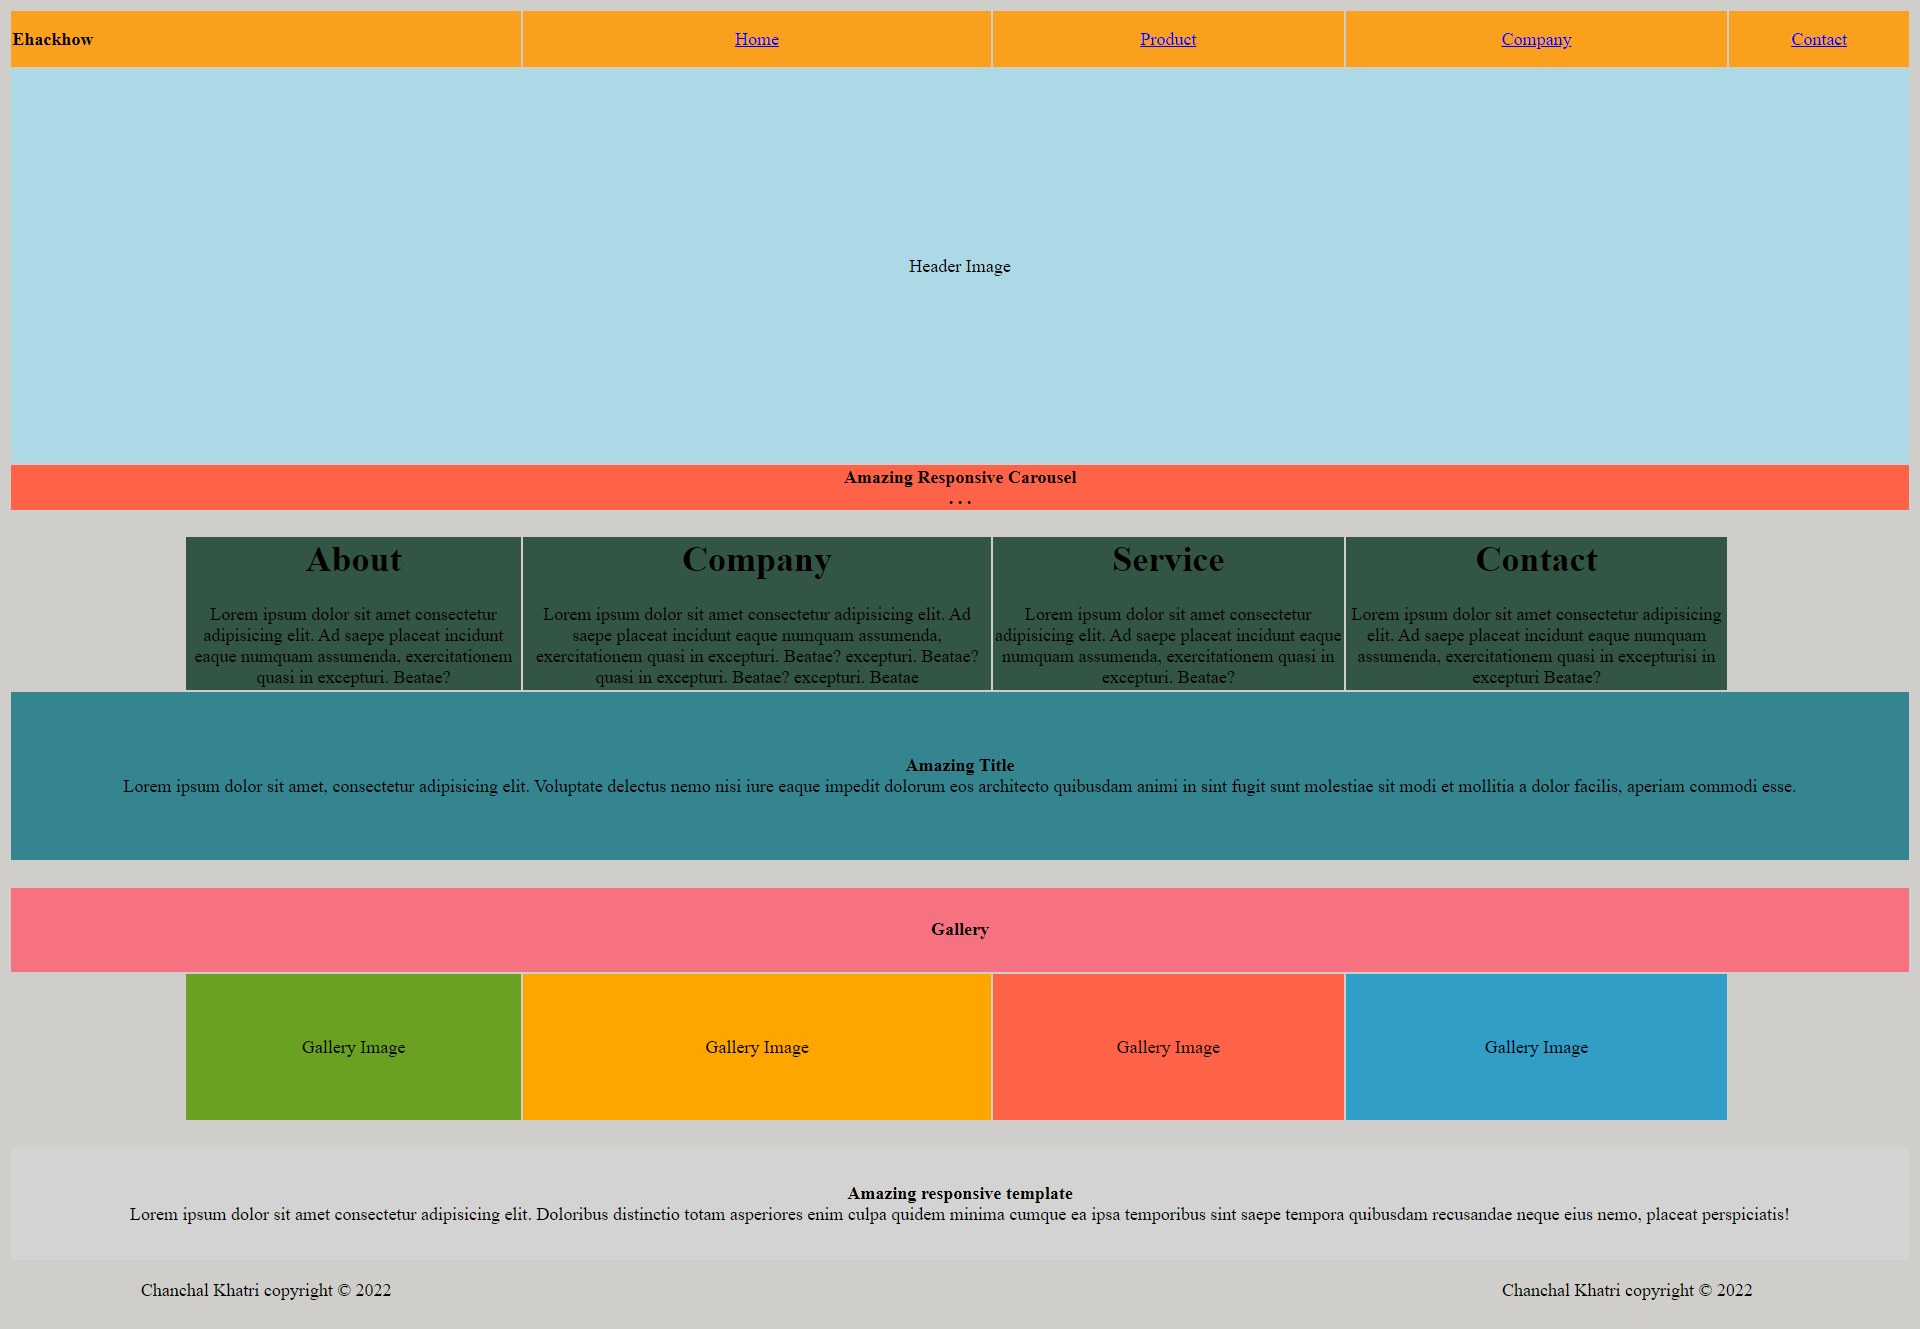 Ehackhow Home Product Company Contact
Header Image
Amazing Responsive Carousel
. . .
About
Lorem ipsum dolor sit amet consectetur
adipisicing elit. Ad saepe placeat incidunt
eaque numquam assumenda, exercitationem
quasi in excepturi. Beatae?
Company
Lorem ipsum dolor sit amet consectetur adipisicing elit. Ad
saepe placeat incidunt eaque numquam assumenda,
exercitationem quasi in excepturi. Beatae? excepturi. Beatae?
quasi in excepturi. Beatae? excepturi. Beatae
Service
Lorem ipsum dolor sit amet consectetur
adipisicing elit. Ad saepe placeat incidunt eaque
numquam assumenda, exercitationem quasi in
excepturi. Beatae?
Contact
Lorem ipsum dolor sit amet consectetur adipisicing
elit. Ad saepe placeat incidunt eaque numquam
assumenda, exercitationem quasi in excepturisi in
excepturi Beatae?
Amazing Title
Lorem ipsum dolor sit amet, consectetur adipisicing elit. Voluptate delectus nemo nisi iure eaque impedit dolorum eos architecto quibusdam animi in sint fugit sunt molestiae sit modi et mollitia a dolor facilis, aperiam commodi esse.
Gallery
Gallery Image Gallery Image Gallery Image Gallery Image
Amazing responsive template
Lorem ipsum dolor sit amet consectetur adipisicing elit. Doloribus distinctio totam asperiores enim culpa quidem minima cumque ea ipsa temporibus sint saepe tempora quibusdam recusandae neque eius nemo, placeat perspiciatis!
Chanchal Khatri copyright © 2022 Chanchal Khatri copyright © 2022